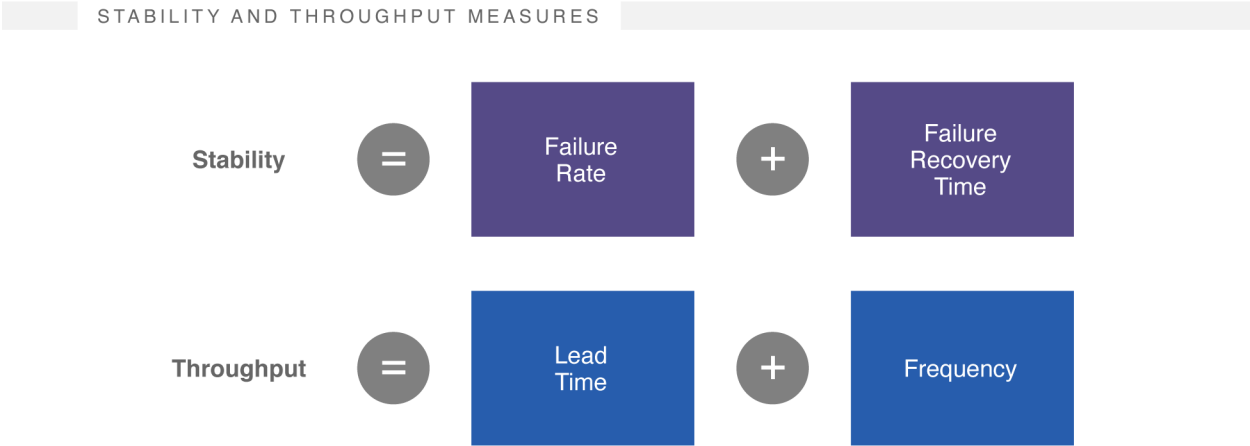 STABILITY AND THROUGHPUT MEASURES
Stability = Failure Rate + Failure Recovery Time
Throughput = Lead Time + Frequency